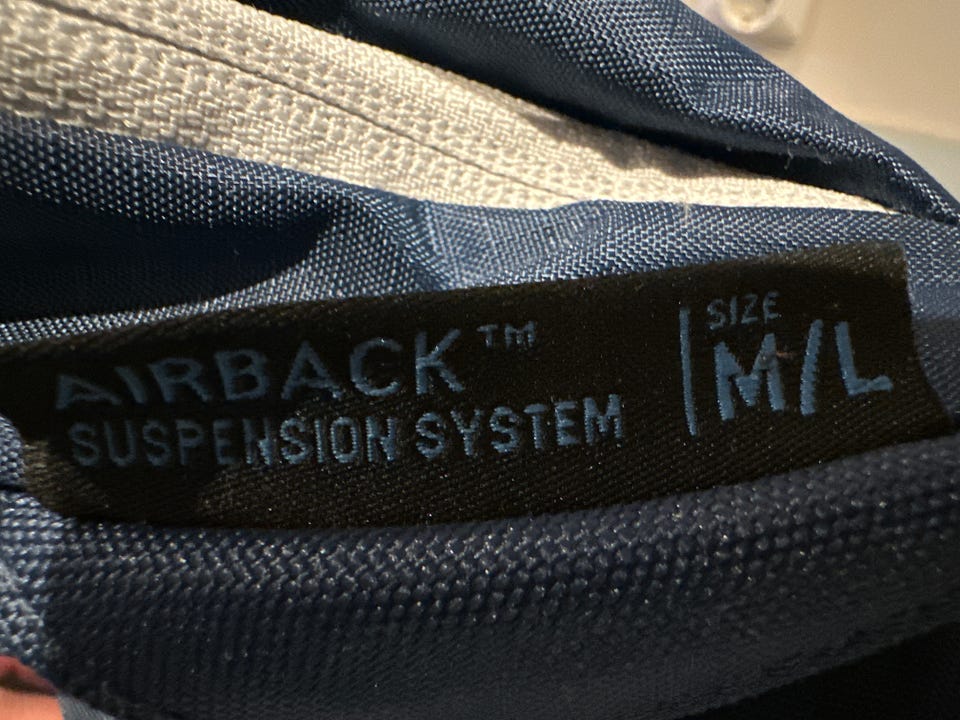 AIRBACK™
SUSPENSION SYSTEM
SIZE
M/L